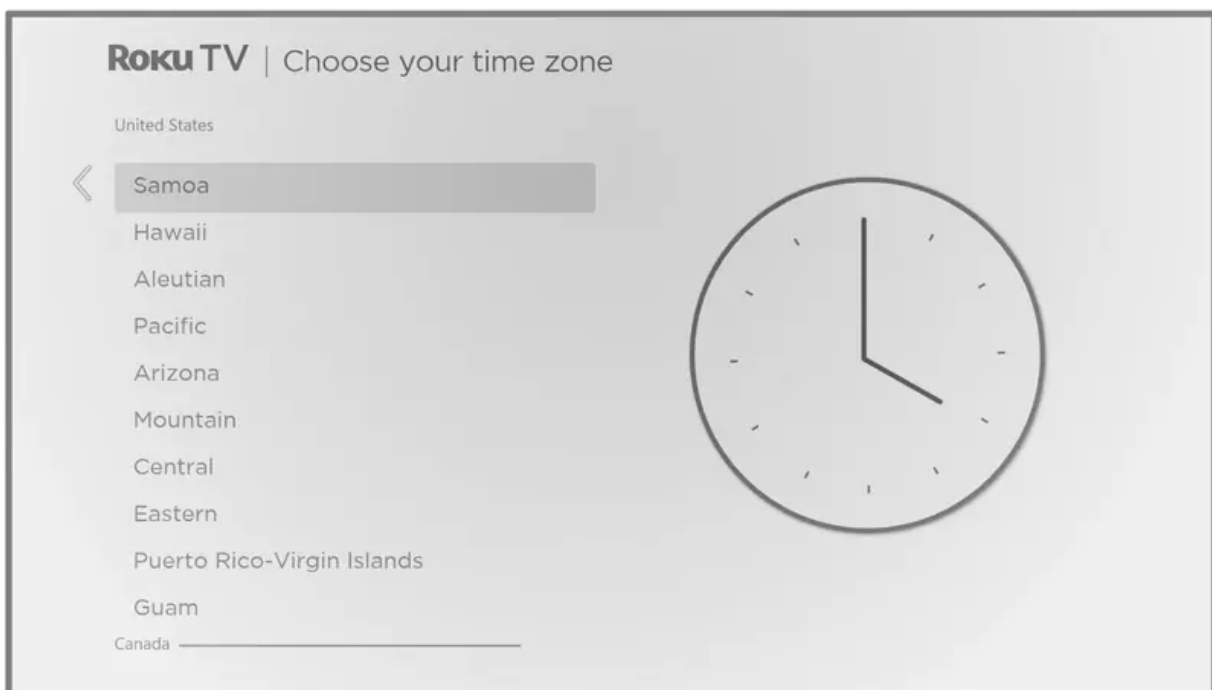 Roku TV | Choose your time zone
United States
Samoa
Hawaii
Aleutian
Pacific
Arizona
Mountain
Central
Eastern
Puerto Rico-Virgin Islands
Guam
Canada